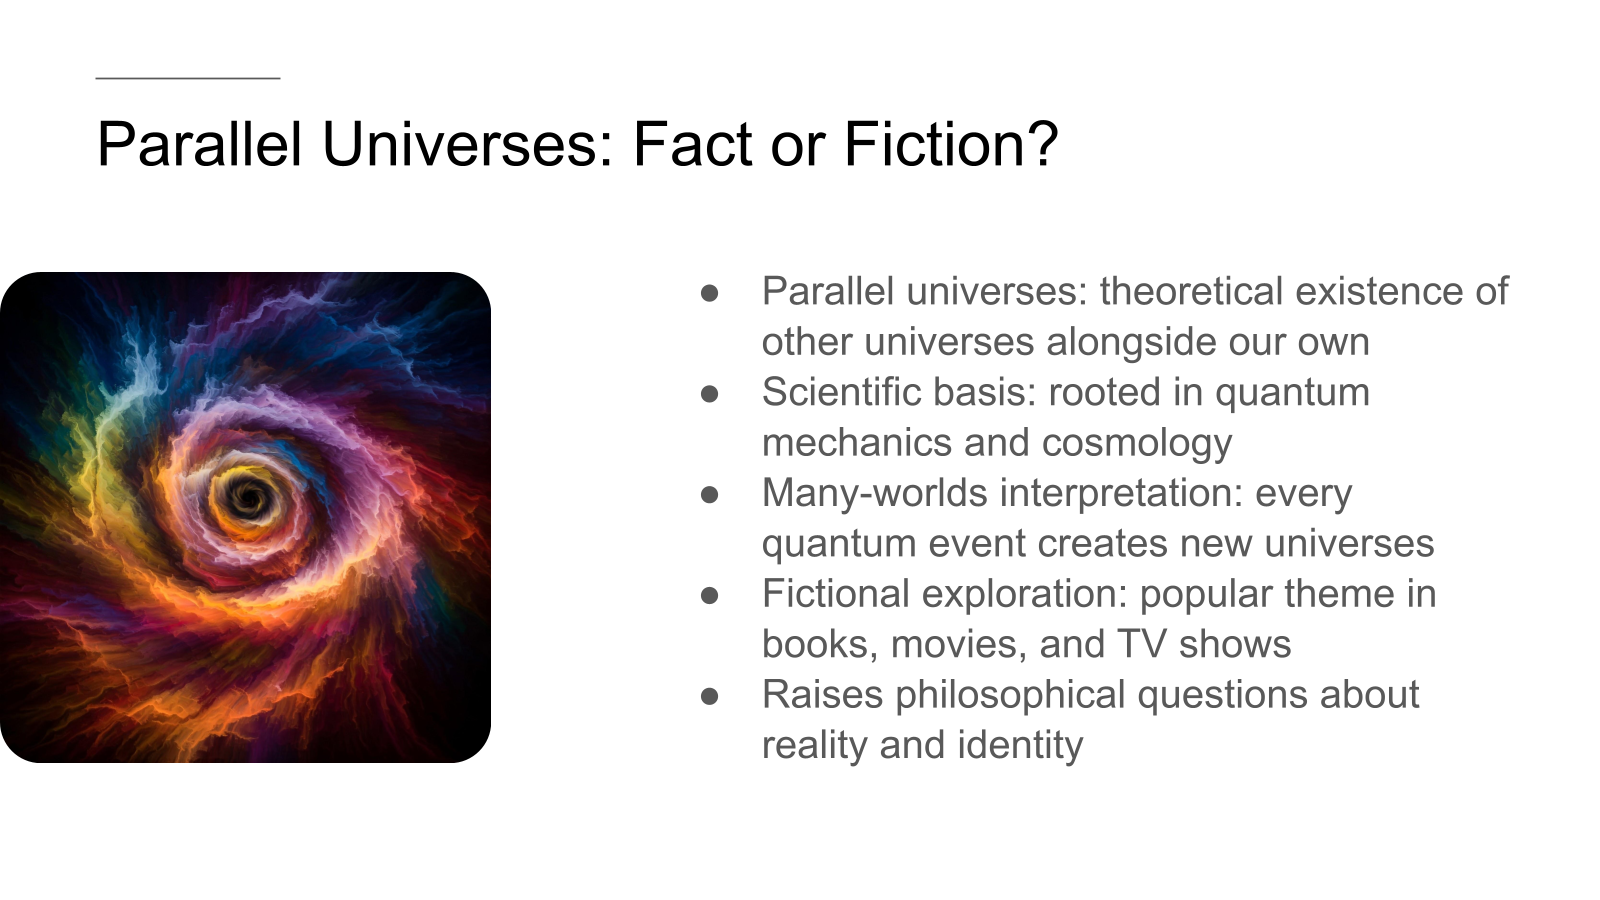 Parallel Universes: Fact or Fiction?
● Parallel universes: theoretical existence of
other universes alongside our own
● Scientific basis: rooted in quantum
mechanics and cosmology
● Many-worlds interpretation: every
quantum event creates new universes
● Fictional exploration: popular theme in
books, movies, and TV shows
● Raises philosophical questions about
reality and identity